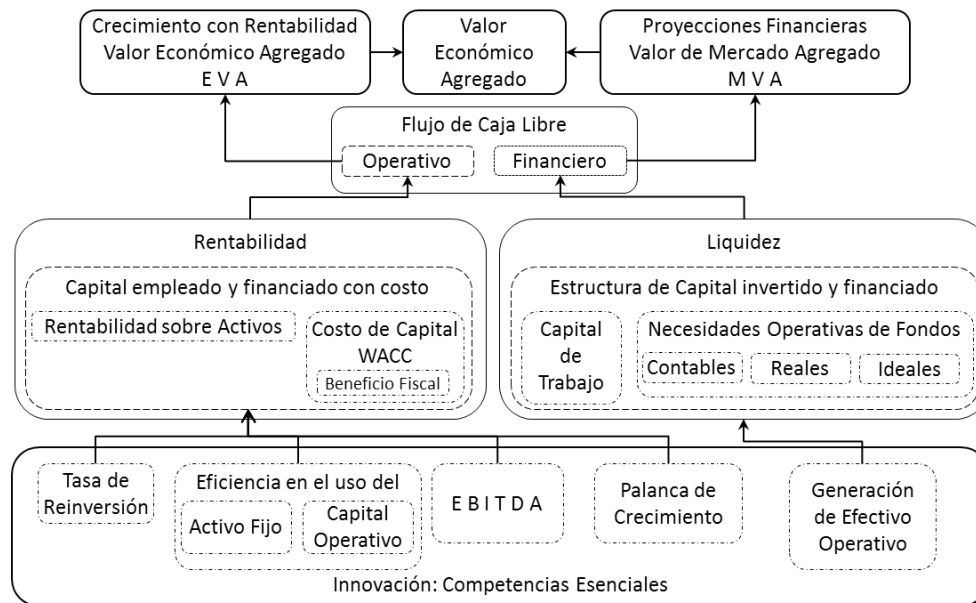 Crecimiento con Rentabilidad
Valor Económico Agregado
E V A
Valor
Económico
Agregado
Proyecciones Financieras
Valor de Mercado Agregado
M V A
Flujo de Caja Libre
Operativo
Financiero
Rentabilidad
Capital empleado y financiado con costo
Rentabilidad sobre Activos
Costo de Capital
WACC
Beneficio Fiscal
Liquidez
Estructura de Capital invertido y financiado
Capital
de
Trabajo
Necesidades Operativas de Fondos
Contables
Reales
Ideales
Tasa de
Reinversión
Eficiencia en el uso del
Activo Fijo
Capital
Operativo
E B I T D A
Palanca de
Crecimiento
Generación
de Efectivo
Operativo
Innovación: Competencias Esenciales